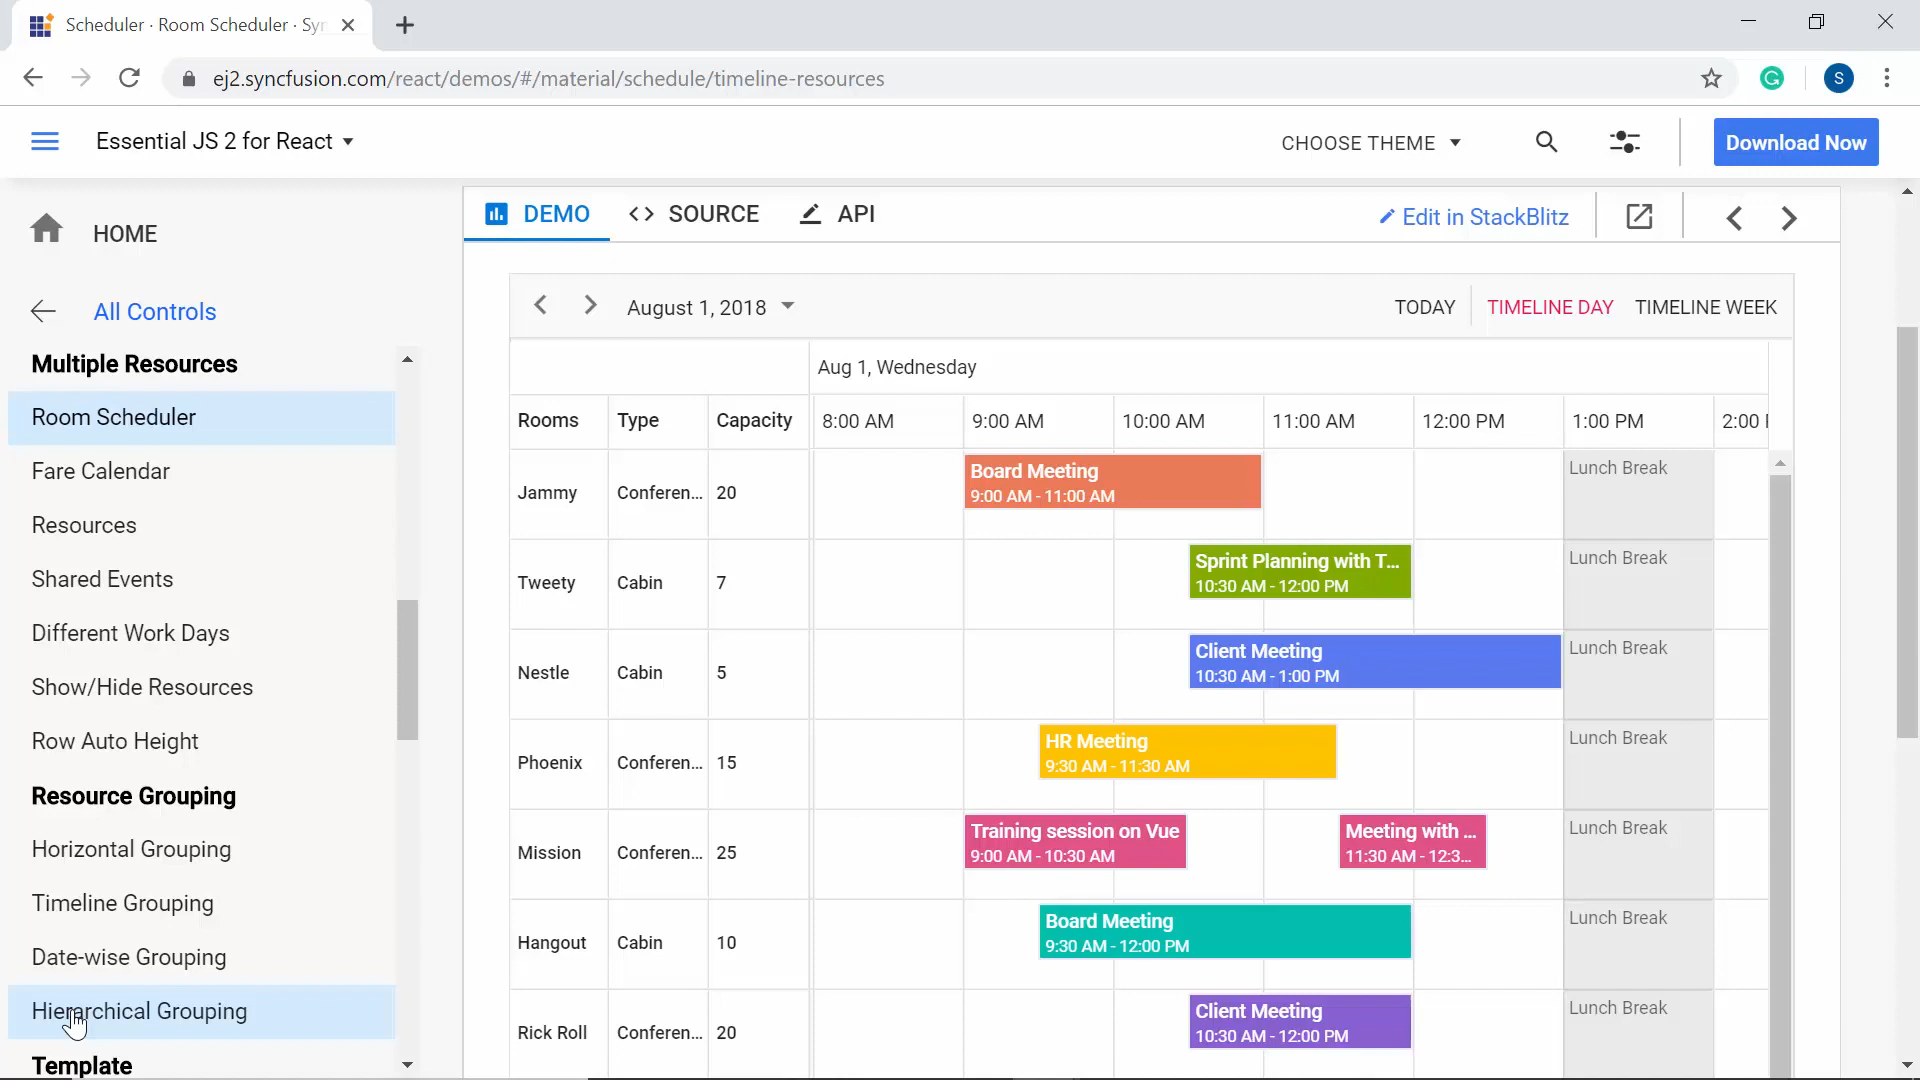 Scheduler · Room Scheduler · Syn
ej2.syncfusion.com/react/demos/#/material/schedule/timeline-resources
S
Essential JS 2 for React
CHOOSE THEME
Download Now
HOME
All Controls
Multiple Resources
Room Scheduler
Fare Calendar
Resources
Shared Events
Different Work Days
Show/Hide Resources
Row Auto Height
Resource Grouping
Horizontal Grouping
Timeline Grouping
Date-wise Grouping
Hierarchical Grouping
Template
DEMO
<> SOURCE
API
Edit in StackBlitz
August 1, 2018
TODAY
TIMELINE DAY
TIMELINE WEEK
Aug 1, Wednesday
Rooms Type Capacity 8:00 AM 9:00 AM 10:00 AM 11:00 AM 12:00 PM 1:00 PM 2:00
Jammy Conferen... 20
Board Meeting
9:00 AM - 11:00 AM
Lunch Break
Tweety Cabin 7
Sprint Planning with T...
10:30 AM - 12:00 PM
Lunch Break
Nestle Cabin 5
Client Meeting
10:30 AM - 1:00 PM
Lunch Break
Phoenix Conferen... 15
HR Meeting
9:30 AM - 11:30 AM
Lunch Break
Mission Conferen... 25
Training session on Vue
9:00 AM - 10:30 AM
Meeting with ...
11:30 AM - 12:3...
Lunch Break
Hangout Cabin 10
Board Meeting
9:30 AM - 12:00 PM
Lunch Break
Rick Roll Conferen... 20
Client Meeting
10:30 AM - 12:00 PM
Lunch Break